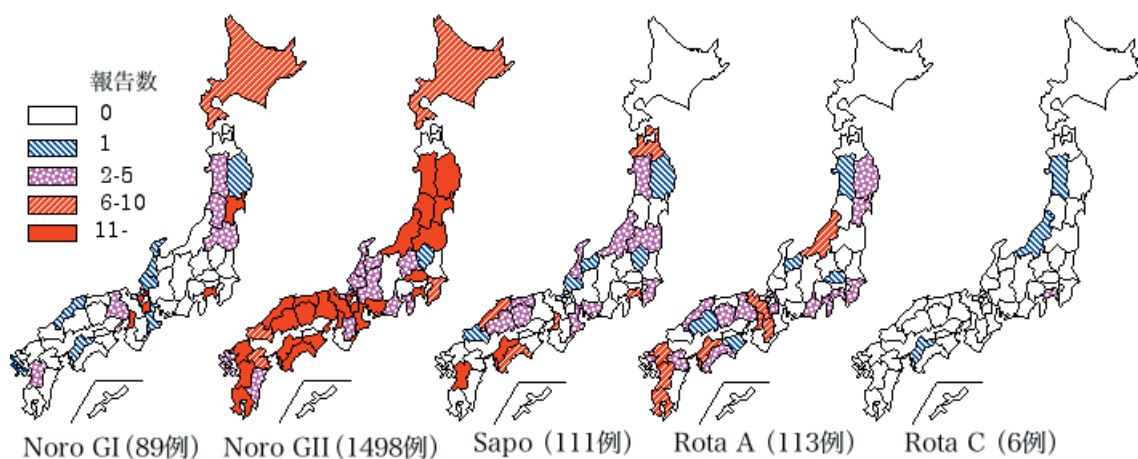 報告数
0
1
2-5
6-10
11-
Noro GI (89例)
Noro GII (1498例)
Sapo (111例)
Rota A (113例)
Rota C (6例)